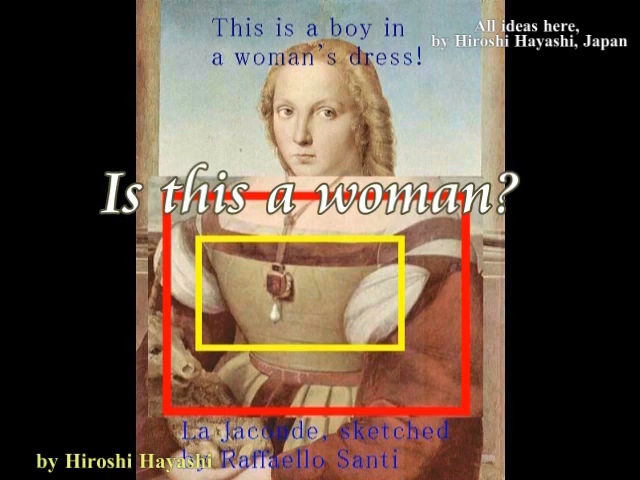 This is a boy in
a woman's dress!
All ideas here,
by Hiroshi Hayashi, Japan
Is this a woman?
La Jaconde, sketched
by Raffaello Santi
by Hiroshi Hayashi